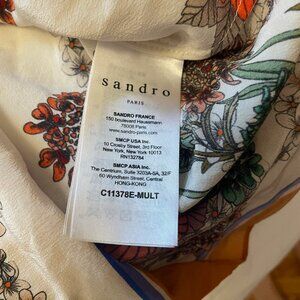 sandro
PARIS
SANDRO FRANCE
150 boulevard Haussmann
75008 Paris
www.sandro-paris.com
SMCP USA Inc.
10 Crosby Street, 3rd Floor
New York, New York 10013
RN132784
SMCP ASIA Inc.
The Centrium, Suite 3203A-5A, 32/F
60 Wyndham Street, Central
HONG-KONG
C11378E-MULT